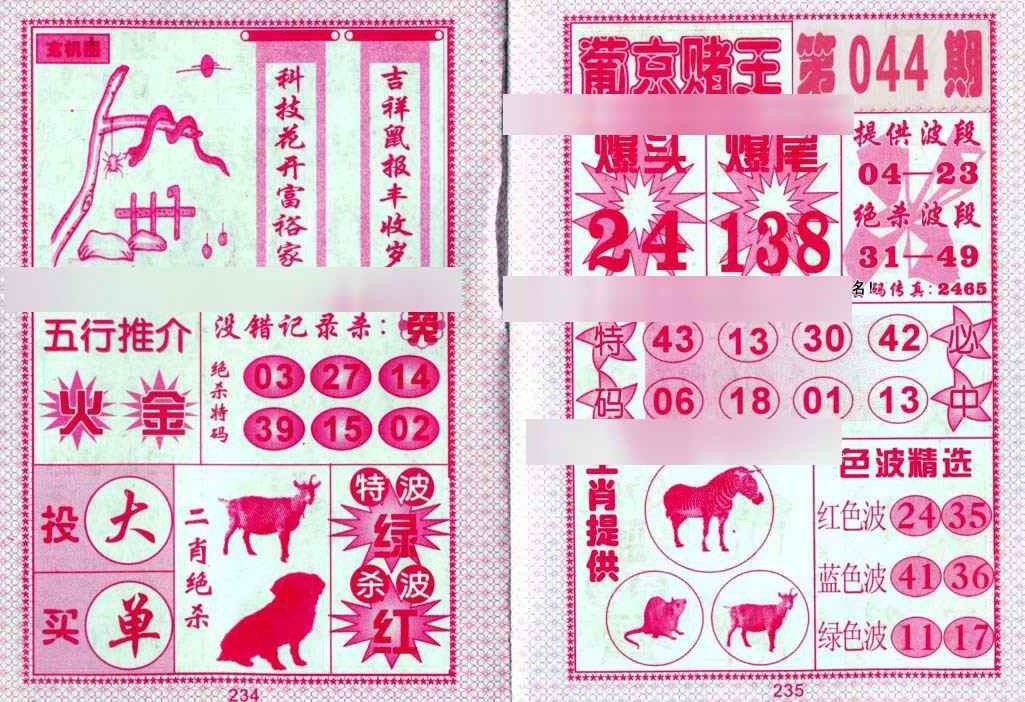 玄机图
科技花开富裕家
吉祥鼠报丰收岁
五行推介
火 金
没错记录杀：兔
绝杀特码
03 27 14
39 15 02
投 大
买 单
二肖绝杀
特波
绿
杀波
红
234
葡京赌王
第044期
爆头
24
爆尾
138
提供波段
04—23
绝杀波段
31—49
传真:2465
特码
43 13 30 42
06 18 01 13
必中
生肖提供
色波精选
红色波 24 35
蓝色波 41 36
绿色波 11 17
235